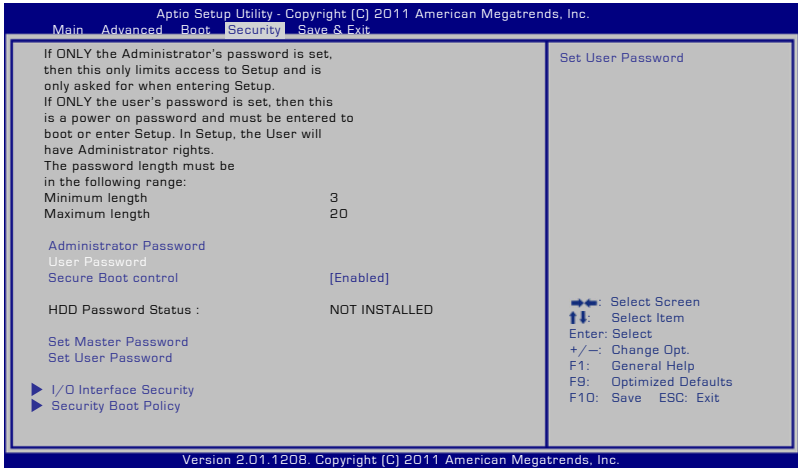 Aptio Setup Utility - Copyright (C) 2011 American Megatrends, Inc.
Main Advanced Boot Security Save & Exit
If ONLY the Administrator's password is set,
then this only limits access to Setup and is
only asked for when entering Setup.
If ONLY the user's password is set, then this
is a power on password and must be entered to
boot or enter Setup. In Setup, the User will
have Administrator rights.
The password length must be
in the following range:
Minimum length 3
Maximum length 20
Administrator Password
User Password
Secure Boot control [Enabled]
HDD Password Status : NOT INSTALLED
Set Master Password
Set User Password
I/O Interface Security
Security Boot Policy
Set User Password
→←: Select Screen
↑↓: Select Item
Enter: Select
+/—: Change Opt.
F1: General Help
F9: Optimized Defaults
F10: Save ESC: Exit
Version 2.01.1208. Copyright (C) 2011 American Megatrends, Inc.